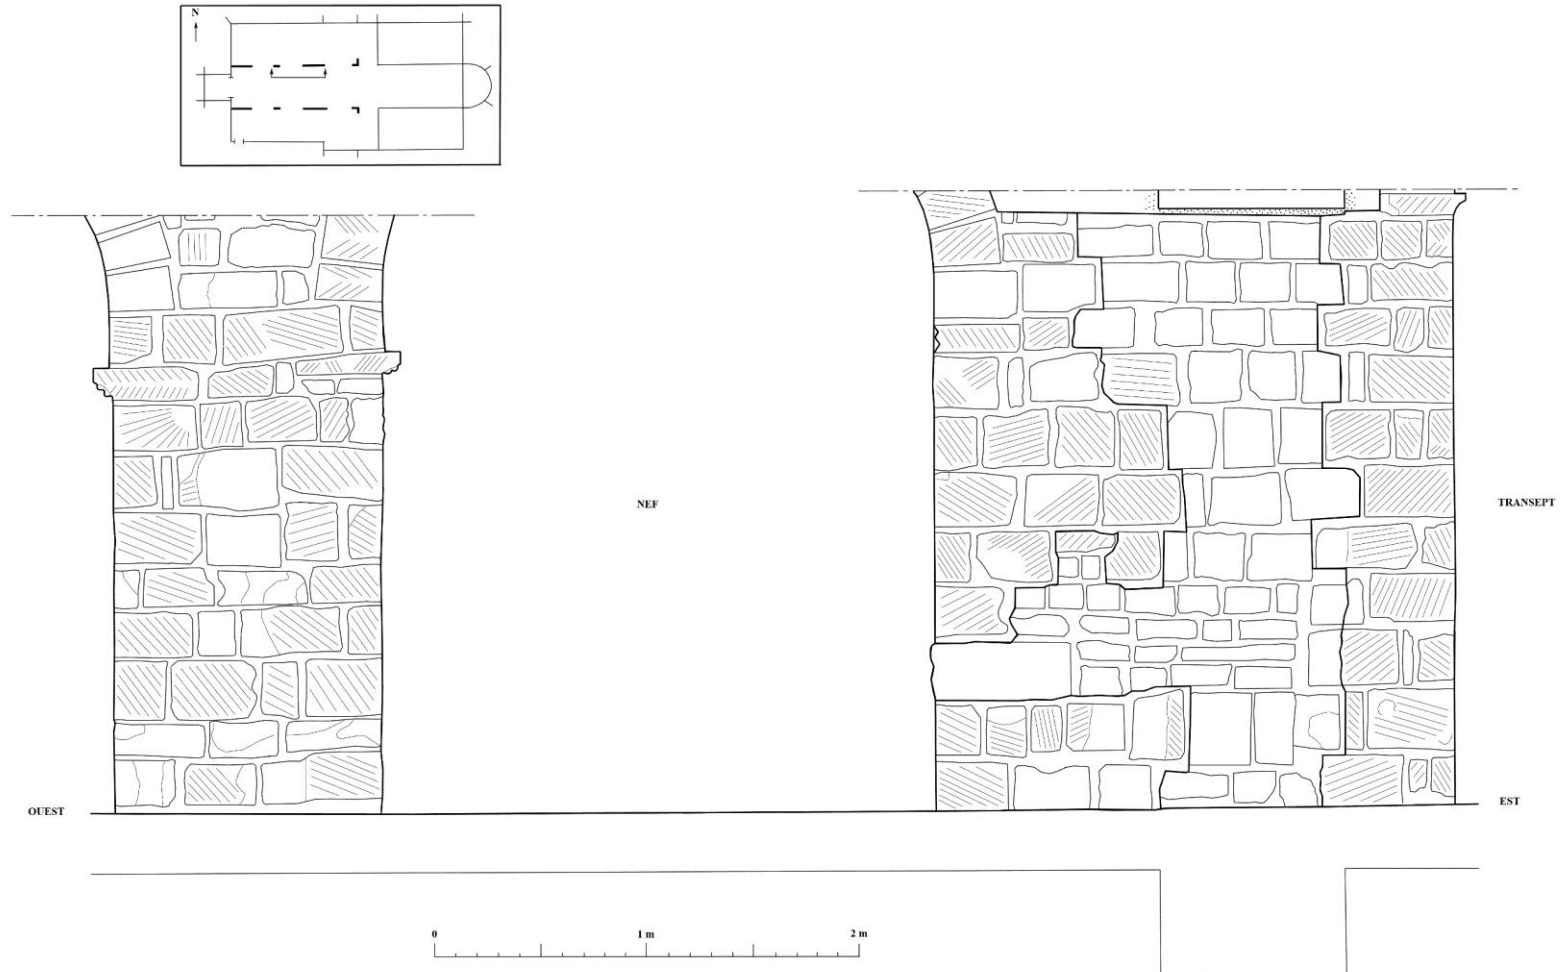 N
NEF
TRANSEPT
OUEST
EST
0 1 m 2 m